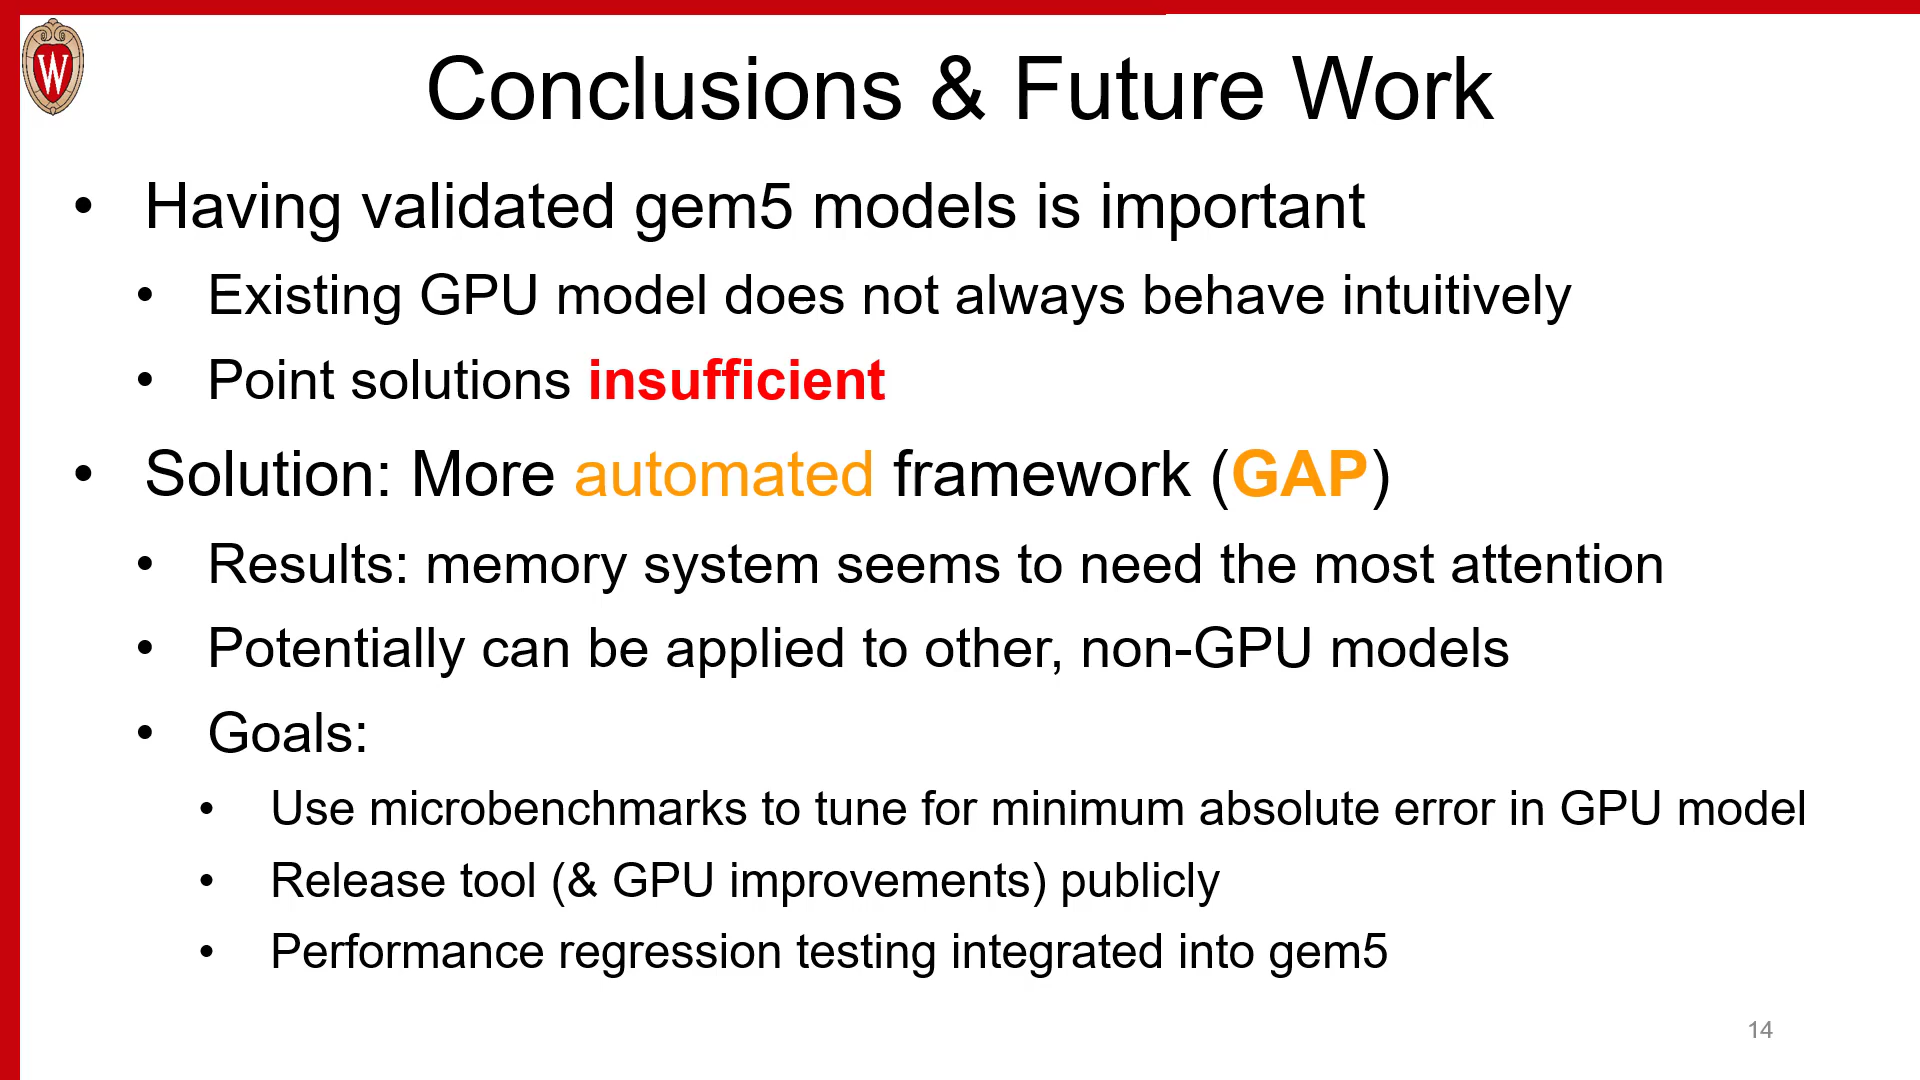 W
Conclusions & Future Work
• Having validated gem5 models is important
• Existing GPU model does not always behave intuitively
• Point solutions insufficient
• Solution: More automated framework (GAP)
• Results: memory system seems to need the most attention
• Potentially can be applied to other, non-GPU models
• Goals:
• Use microbenchmarks to tune for minimum absolute error in GPU model
• Release tool (& GPU improvements) publicly
• Performance regression testing integrated into gem5
14